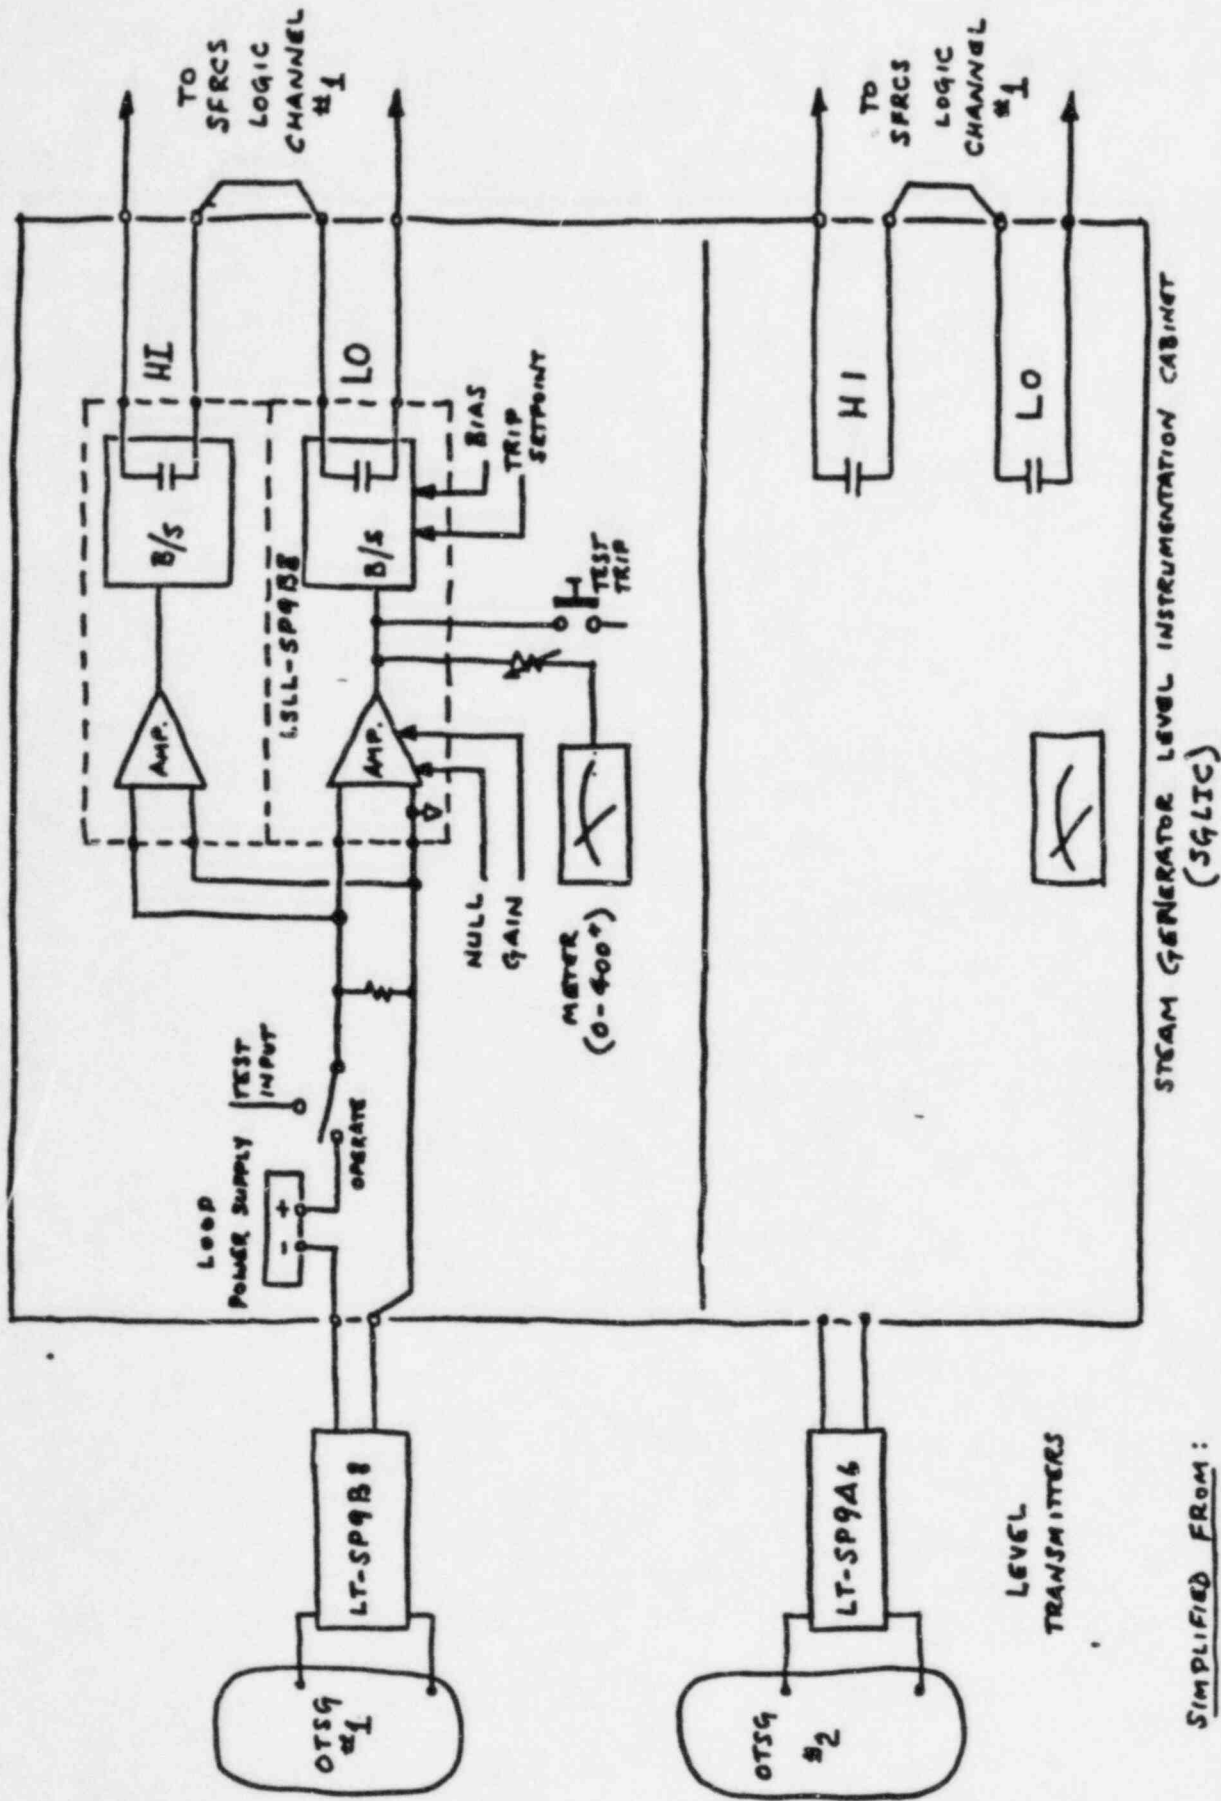 OTSG
#1
LT-SP9B8
LOOP
POWER SUPPLY
-
+
TEST
INPUT
OPERATE
NULL
GAIN
AMP.
AMP.
LSLL-SP9B8
B/S
B/S
HI
LO
BIAS
TRIP
SETPOINT
TEST
TRIP
METER
(0-400")
TO
SFRCS
LOGIC
CHANNEL
#1
OTSG
#2
LT-SP9A6
LEVEL
TRANSMITTERS
HI
LO
TO
SFRCS
LOGIC
CHANNEL
#1
STEAM GENERATOR LEVEL INSTRUMENTATION CABINET
(SGLIC)
SIMPLIFIED FROM: